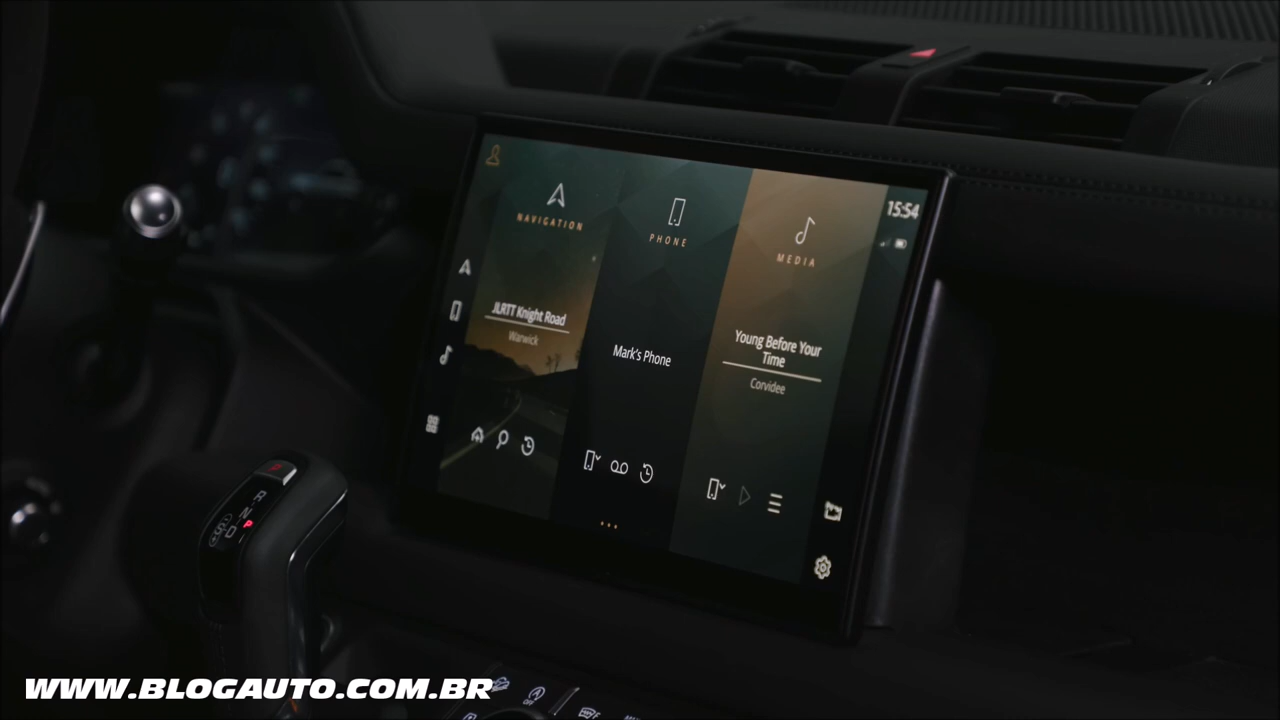 15:54
NAVIGATION
PHONE
MEDIA
JLRTT Knight Road
Warwick
Mark's Phone
Young Before Your
Time
Corvidee
P
R
N
P
D
S
OFF
WWW.BLOGAUTO.COM.BR